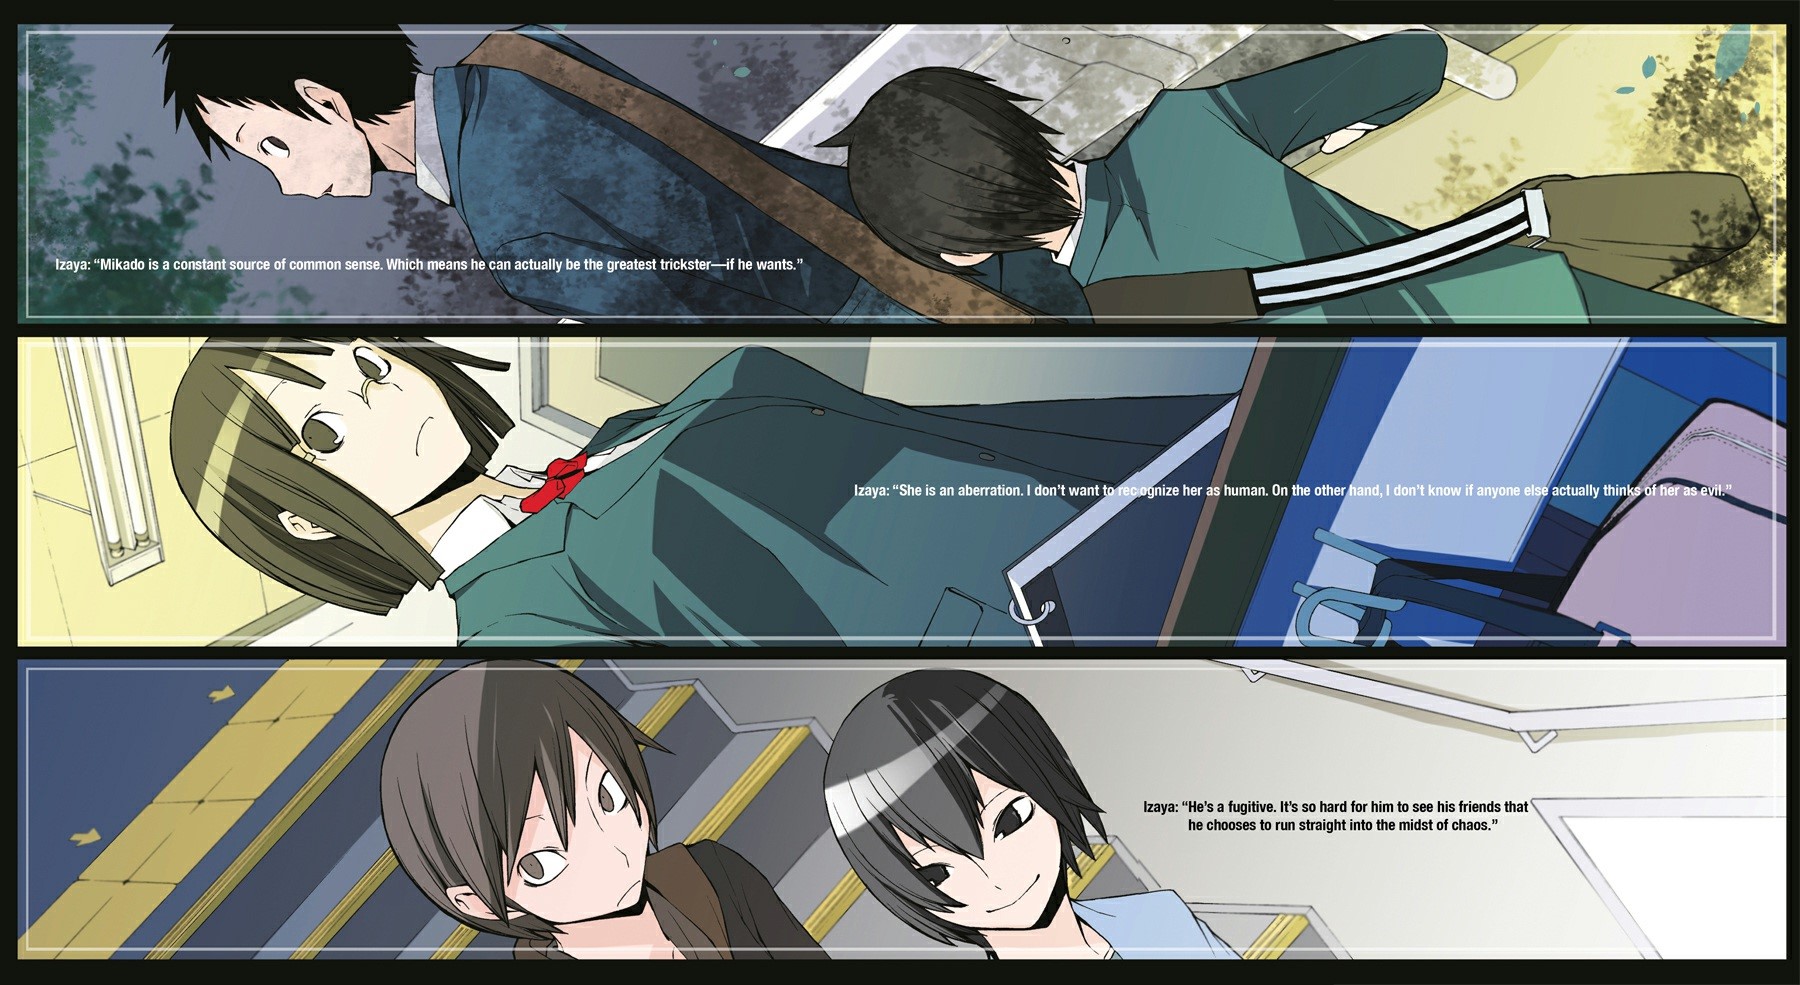 Izaya: “Mikado is a constant source of common sense. Which means he can actually be the greatest trickster—if he wants.”
Izaya: “She is an aberration. I don’t want to recognize her as human. On the other hand, I don’t know if anyone else actually thinks of her as evil.”
Izaya: “He’s a fugitive. It’s so hard for him to see his friends that
he chooses to run straight into the midst of chaos.”